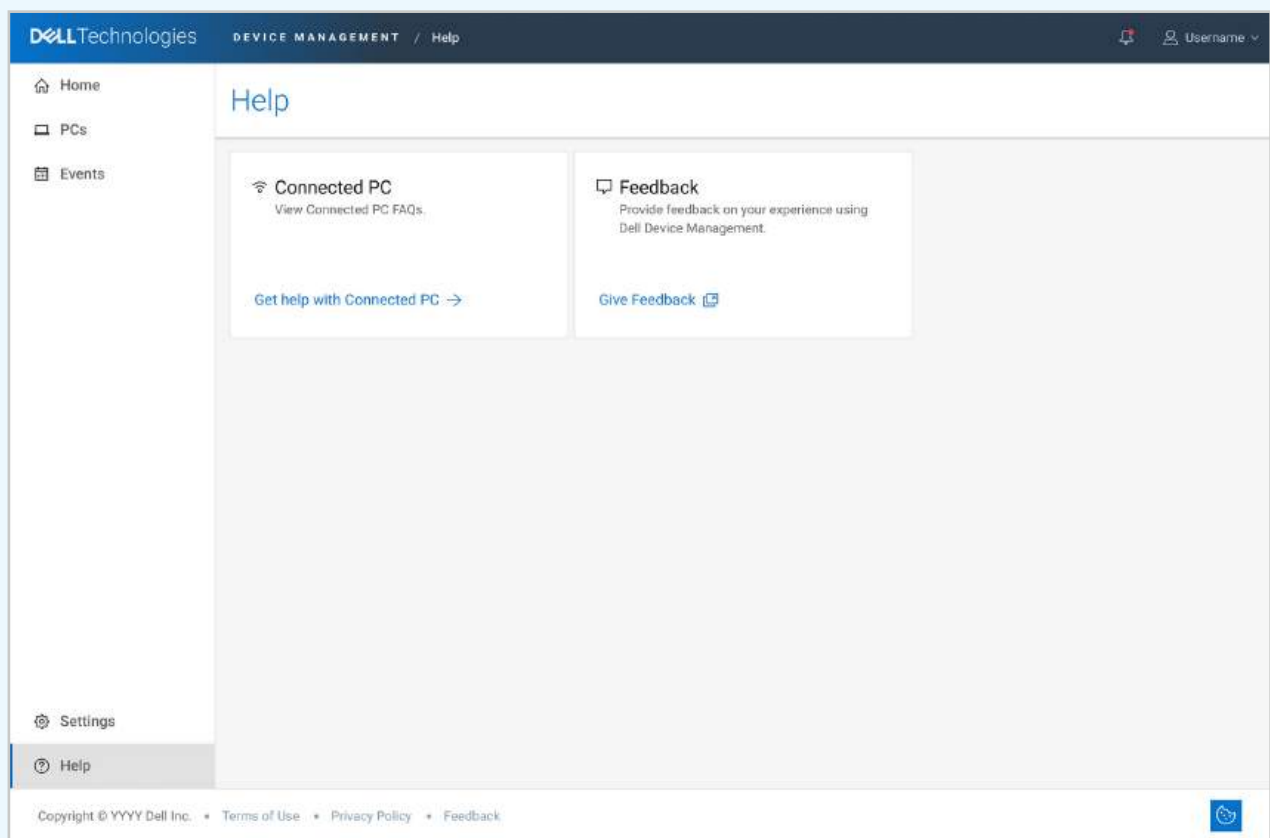 DELLTechnologies DEVICE MANAGEMENT / Help Username
Home
PCs
Events
Help
Connected PC
View Connected PC FAQs.
Get help with Connected PC
Feedback
Provide feedback on your experience using
Dell Device Management.
Give Feedback
Settings
Help
Copyright © YYYY Dell Inc. • Terms of Use • Privacy Policy • Feedback